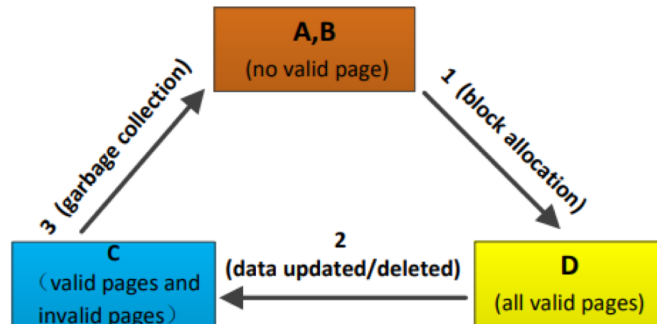 A,B
(no valid page)
1 (block allocation)
3 (garbage collection)
2
(data updated/deleted)
C
（valid pages and
invalid pages）
D
(all valid pages)